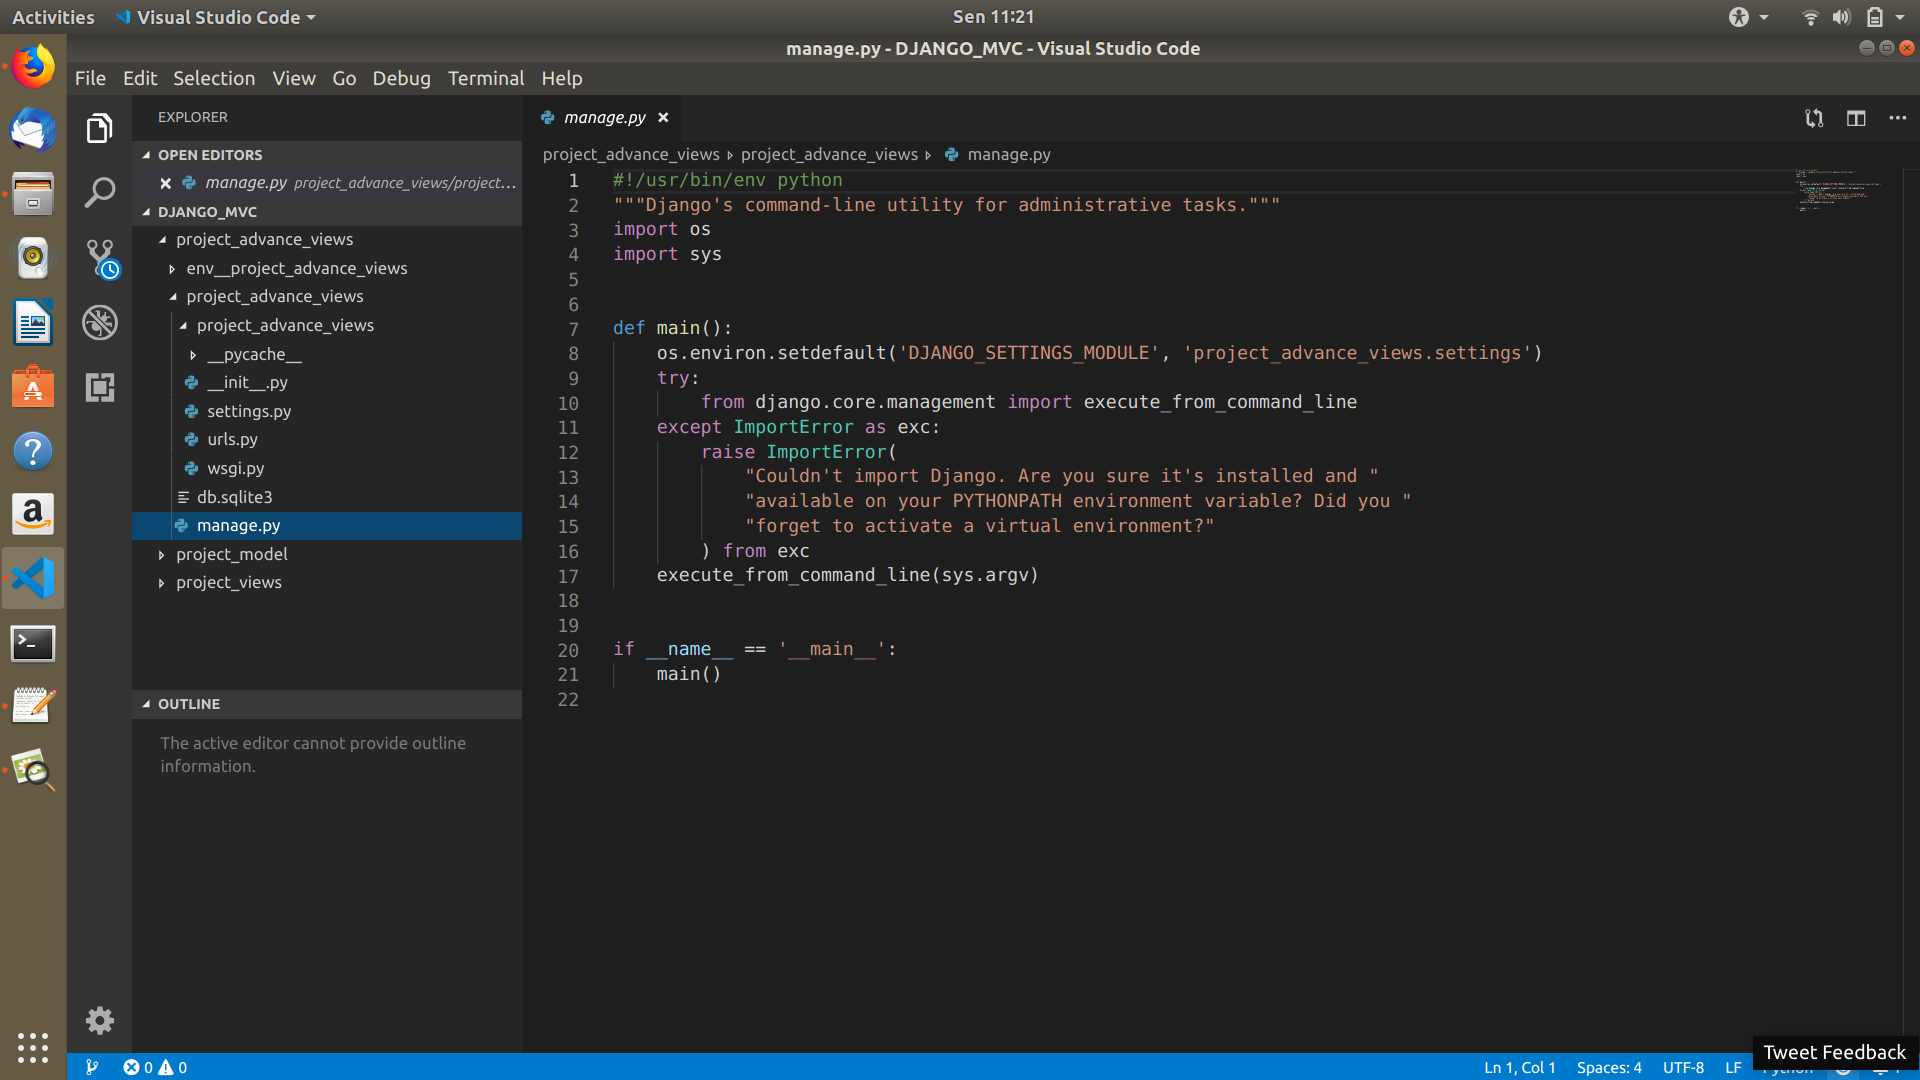 Activities
Visual Studio Code
Sen 11:21
manage.py - DJANGO_MVC - Visual Studio Code
File Edit Selection View Go Debug Terminal Help
EXPLORER
OPEN EDITORS
manage.py project_advance_views/project...
DJANGO_MVC
project_advance_views
env__project_advance_views
project_advance_views
project_advance_views
__pycache__
__init__.py
settings.py
urls.py
wsgi.py
db.sqlite3
manage.py
project_model
project_views
OUTLINE
The active editor cannot provide outline
information.
manage.py
project_advance_views project_advance_views manage.py
1 #!/usr/bin/env python
2 """Django's command-line utility for administrative tasks."""
3 import os
4 import sys
5
6
7 def main():
8     os.environ.setdefault('DJANGO_SETTINGS_MODULE', 'project_advance_views.settings')
9     try:
10         from django.core.management import execute_from_command_line
11     except ImportError as exc:
12         raise ImportError(
13             "Couldn't import Django. Are you sure it's installed and "
14             "available on your PYTHONPATH environment variable? Did you "
15             "forget to activate a virtual environment?"
16         ) from exc
17     execute_from_command_line(sys.argv)
18
19
20 if __name__ == '__main__':
21     main()
22
Tweet Feedback
0 0
Ln 1, Col 1 Spaces: 4 UTF-8 LF Python